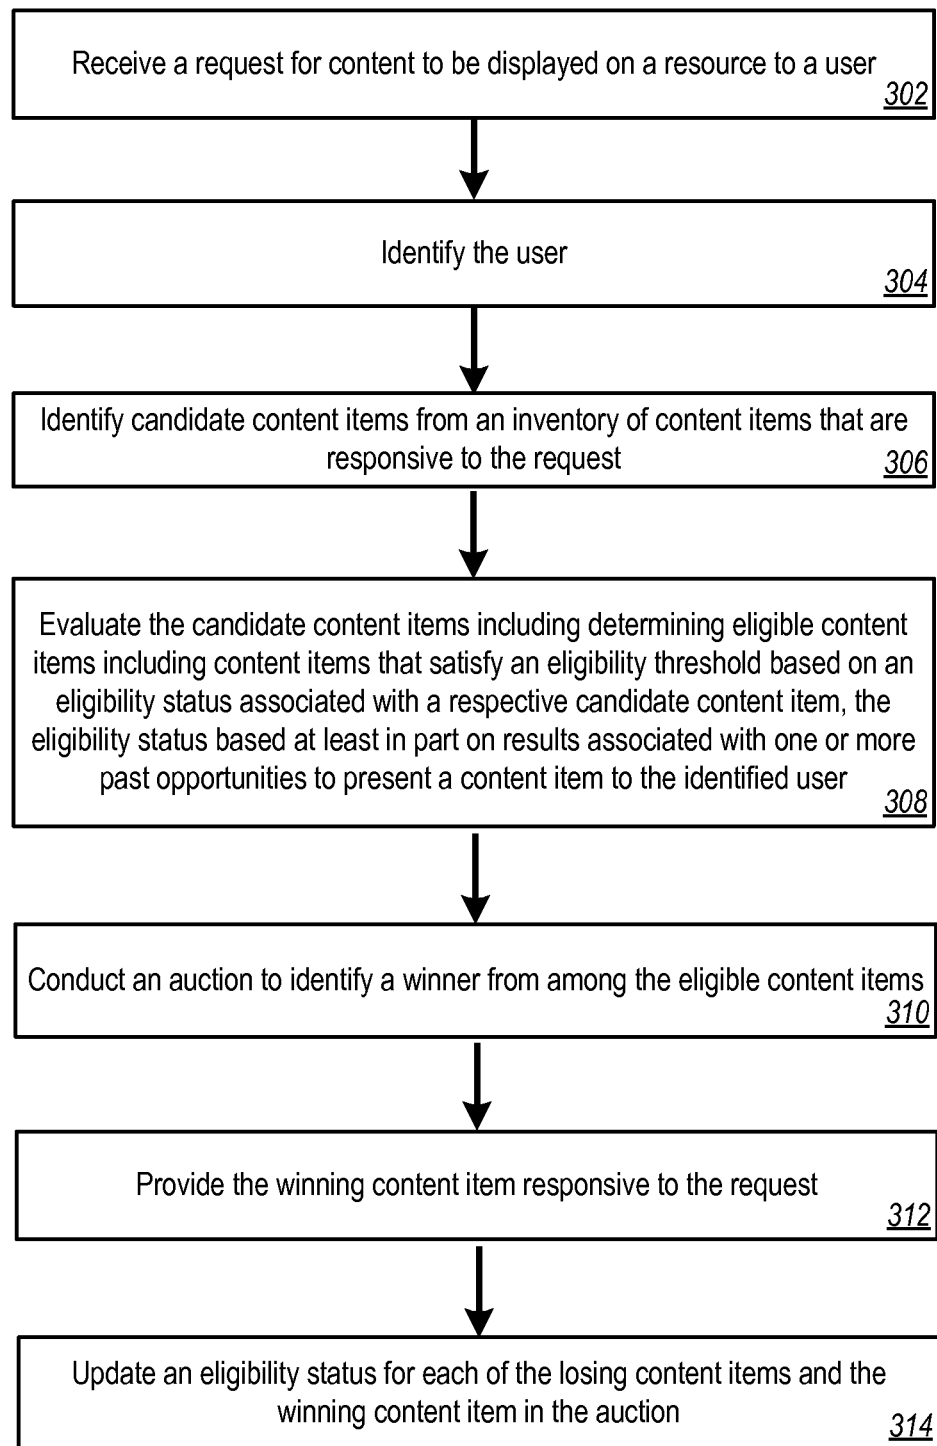 Receive a request for content to be displayed on a resource to a user
302
Identify the user
304
Identify candidate content items from an inventory of content items that are
responsive to the request
306
Evaluate the candidate content items including determining eligible content
items including content items that satisfy an eligibility threshold based on an
eligibility status associated with a respective candidate content item, the
eligibility status based at least in part on results associated with one or more
past opportunities to present a content item to the identified user
308
Conduct an auction to identify a winner from among the eligible content items
310
Provide the winning content item responsive to the request
312
Update an eligibility status for each of the losing content items and the
winning content item in the auction
314